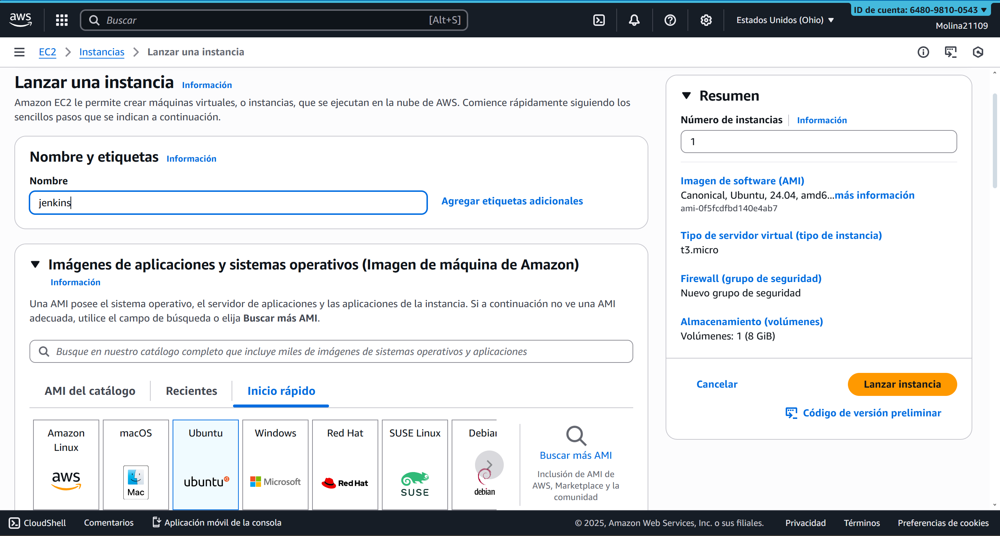 ID de cuenta: 6480-9810-0543
aws
Buscar
[Alt+S]
Estados Unidos (Ohio)
Molina21109
EC2
Instancias
Lanzar una instancia
Lanzar una instancia Información
Amazon EC2 le permite crear máquinas virtuales, o instancias, que se ejecutan en la nube de AWS. Comience rápidamente siguiendo los
sencillos pasos que se indican a continuación.
Nombre y etiquetas Información
Nombre
jenkins
Agregar etiquetas adicionales
Imágenes de aplicaciones y sistemas operativos (Imagen de máquina de Amazon)
Información
Una AMI posee el sistema operativo, el servidor de aplicaciones y las aplicaciones de la instancia. Si a continuación no ve una AMI
adecuada, utilice el campo de búsqueda o elija Buscar más AMI.
Busque en nuestro catálogo completo que incluye miles de imágenes de sistemas operativos y aplicaciones
AMI del catálogo
Recientes
Inicio rápido
Amazon
Linux
aws
macOS
Mac
Ubuntu
ubuntu
Windows
Microsoft
Red Hat
Red Hat
SUSE Linux
SUSE
Debian
debian
Buscar más AMI
Inclusión de AMI de
AWS, Marketplace y la
comunidad
Resumen
Número de instancias Información
1
Imagen de software (AMI)
Canonical, Ubuntu, 24.04, amd6...más información
ami-0f5fcdfbd140e4ab7
Tipo de servidor virtual (tipo de instancia)
t3.micro
Firewall (grupo de seguridad)
Nuevo grupo de seguridad
Almacenamiento (volúmenes)
Volúmenes: 1 (8 GiB)
Cancelar
Lanzar instancia
Código de versión preliminar
CloudShell
Comentarios
Aplicación móvil de la consola
© 2025, Amazon Web Services, Inc. o sus filiales.
Privacidad
Términos
Preferencias de cookies